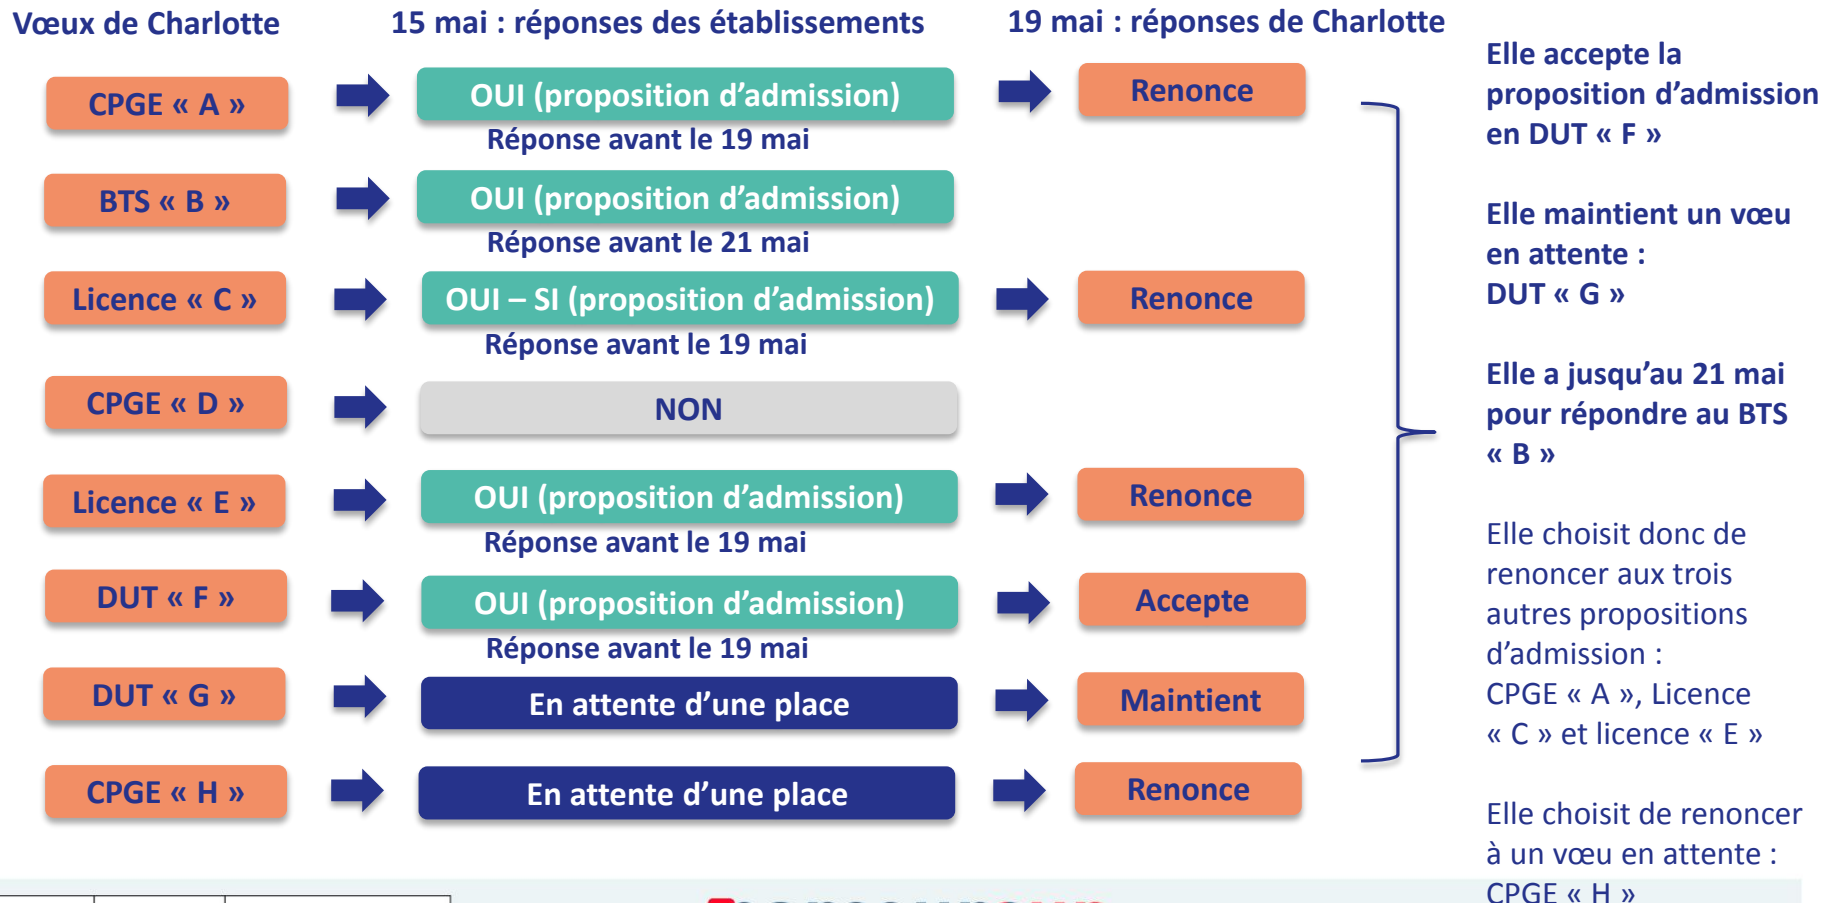 Vœux de Charlotte
15 mai : réponses des établissements
19 mai : réponses de Charlotte
CPGE « A »
OUI (proposition d’admission)
Réponse avant le 19 mai
Renonce
BTS « B »
OUI (proposition d’admission)
Réponse avant le 21 mai
Licence « C »
OUI – SI (proposition d’admission)
Réponse avant le 19 mai
Renonce
CPGE « D »
NON
Licence « E »
OUI (proposition d’admission)
Réponse avant le 19 mai
Renonce
DUT « F »
OUI (proposition d’admission)
Réponse avant le 19 mai
Accepte
DUT « G »
En attente d’une place
Maintient
CPGE « H »
En attente d’une place
Renonce
Elle accepte la
proposition d’admission
en DUT « F »
Elle maintient un vœu
en attente :
DUT « G »
Elle a jusqu’au 21 mai
pour répondre au BTS
« B »
Elle choisit donc de
renoncer aux trois
autres propositions
d’admission :
CPGE « A », Licence
« C » et licence « E »
Elle choisit de renoncer
à un vœu en attente :
CPGE « H »